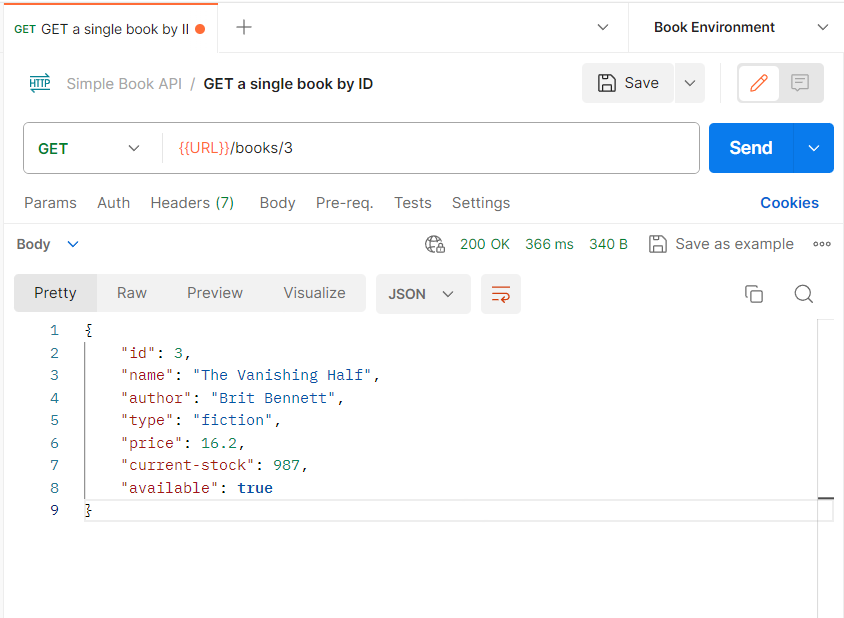 GET GET a single book by II
Book Environment
HTTP Simple Book API / GET a single book by ID
Save
GET {{URL}}/books/3 Send
Params Auth Headers (7) Body Pre-req. Tests Settings Cookies
Body 200 OK 366 ms 340 B Save as example
Pretty Raw Preview Visualize JSON
1 {
2 "id": 3,
3 "name": "The Vanishing Half",
4 "author": "Brit Bennett",
5 "type": "fiction",
6 "price": 16.2,
7 "current-stock": 987,
8 "available": true
9 }